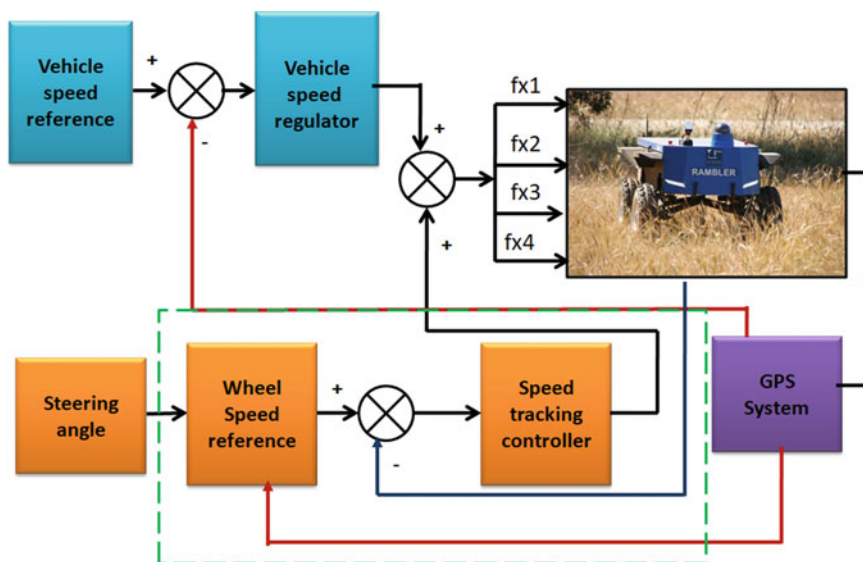 Vehicle
speed
reference
+
-
Vehicle
speed
regulator
+
+
fx1
fx2
fx3
fx4
RAMBLER
Steering
angle
Wheel
Speed
reference
+
-
Speed
tracking
controller
GPS
System